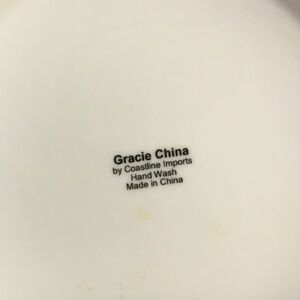 Gracie China
by Coastline Imports
Hand Wash
Made in China